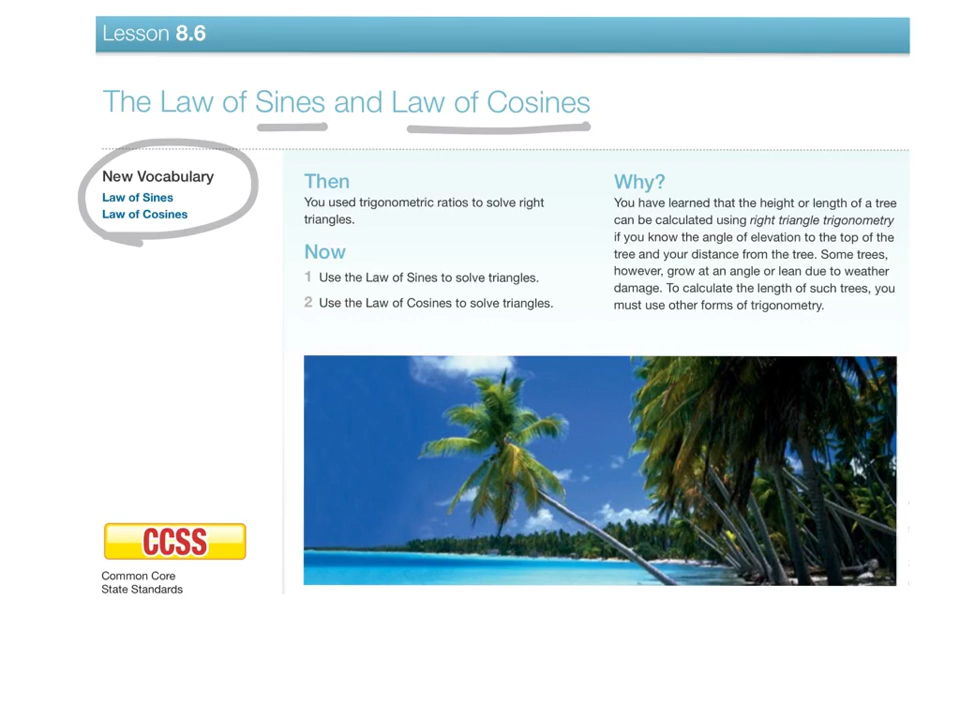 Lesson 8.6
The Law of Sines and Law of Cosines
New Vocabulary
Law of Sines
Law of Cosines
Then
You used trigonometric ratios to solve right
triangles.
Now
1 Use the Law of Sines to solve triangles.
2 Use the Law of Cosines to solve triangles.
Why?
You have learned that the height or length of a tree
can be calculated using right triangle trigonometry
if you know the angle of elevation to the top of the
tree and your distance from the tree. Some trees,
however, grow at an angle or lean due to weather
damage. To calculate the length of such trees, you
must use other forms of trigonometry.
CCSS
Common Core
State Standards